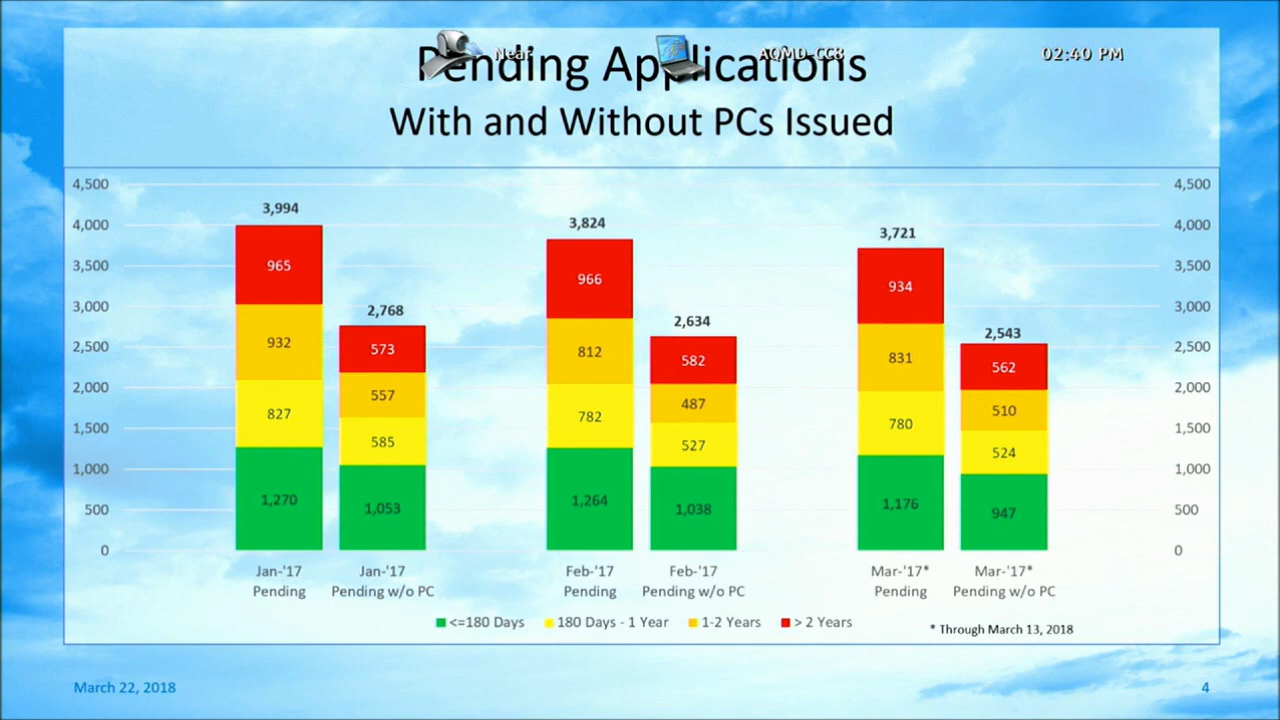 Near
AQMD-CC8
02:40 PM
Pending Applications
With and Without PCs Issued
4,500
4,000
3,500
3,000
2,500
2,000
1,500
1,000
500
0
3,994
965
932
827
1,270
2,768
573
557
585
1,053
3,824
966
812
782
1,264
2,634
582
487
527
1,038
3,721
934
831
780
1,176
2,543
562
510
524
947
4,500
4,000
3,500
3,000
2,500
2,000
1,500
1,000
500
0
Jan-'17
Pending
Jan-'17
Pending w/o PC
Feb-'17
Pending
Feb-'17
Pending w/o PC
Mar-'17*
Pending
Mar-'17*
Pending w/o PC
<=180 Days
180 Days - 1 Year
1-2 Years
> 2 Years
* Through March 13, 2018
March 22, 2018
4